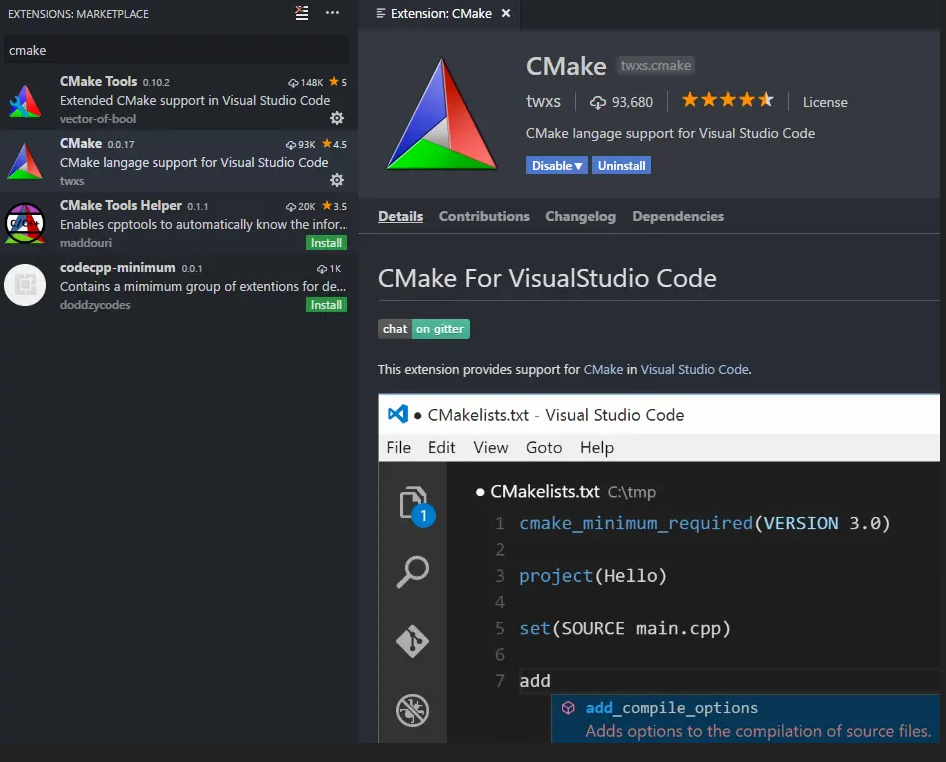 EXTENSIONS: MARKETPLACE
cmake
CMake Tools 0.10.2 148K 5
Extended CMake support in Visual Studio Code
vector-of-bool
CMake 0.0.17 93K 4.5
CMake langage support for Visual Studio Code
twxs
CMake Tools Helper 0.1.1 20K 3.5
Enables cpptools to automatically know the infor...
maddouri Install
codecpp-minimum 0.0.1 1K
Contains a mimimum group of extentions for de...
doddzycodes Install
Extension: CMake
CMake twxs.cmake
twxs 93,680 License
CMake langage support for Visual Studio Code
Disable Uninstall
Details Contributions Changelog Dependencies
CMake For VisualStudio Code
chat on gitter
This extension provides support for CMake in Visual Studio Code.
● CMakelists.txt - Visual Studio Code
File Edit View Goto Help
● CMakelists.txt C:\tmp
1
1 cmake_minimum_required(VERSION 3.0)
2
3 project(Hello)
4
5 set(SOURCE main.cpp)
6
7 add
add_compile_options
Adds options to the compilation of source files.